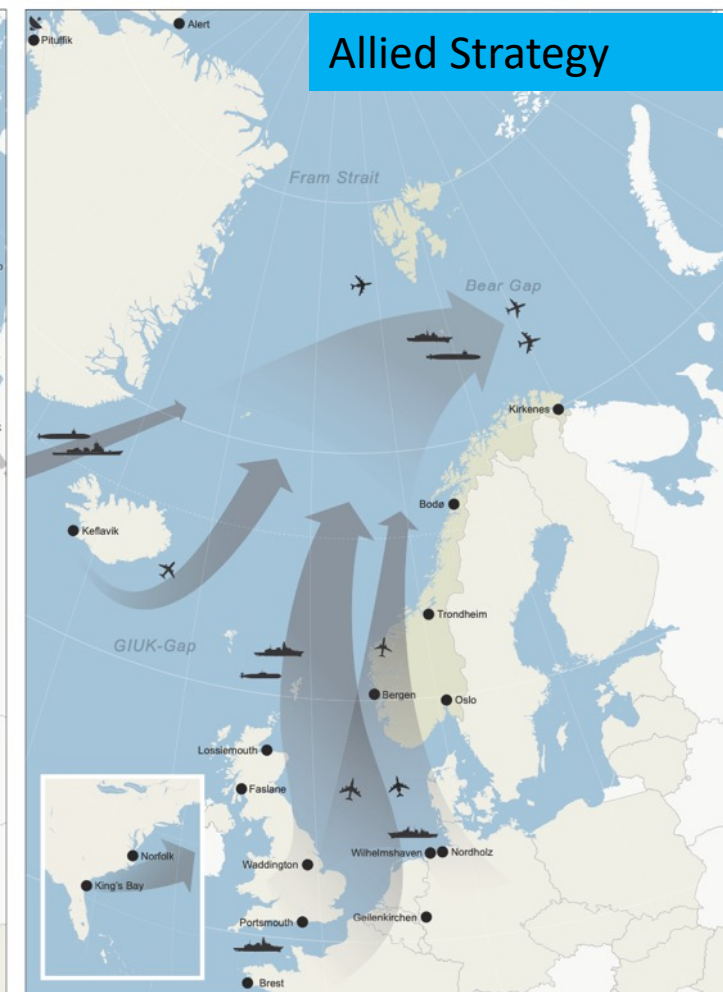 Alert
Pituffik
Allied Strategy
Fram Strait
Bear Gap
Kirkenes
Bodø
Keflavik
Trondheim
GIUK-Gap
Bergen
Oslo
Lossiemouth
Faslane
Norfolk
Wilhelmshaven
Nordholz
Waddington
King's Bay
Geilenkirchen
Portsmouth
Brest